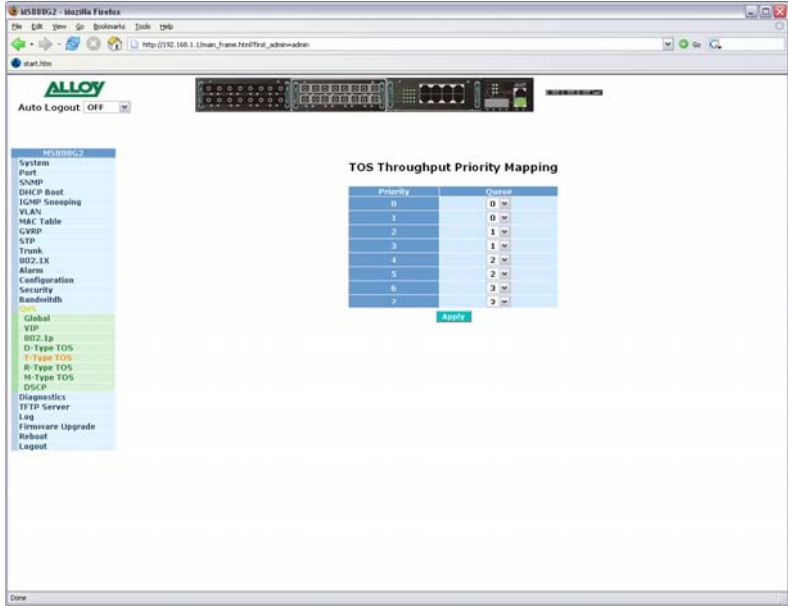 MS888G2 - Mozilla Firefox
File Edit View Go Bookmarks Tools Help
http://192.168.1.1/main_frame.html?first_admin=admin
Go
start.htm
ALLOY
Auto Logout OFF
MS888G2
System
Port
SNMP
DHCP Boot
IGMP Snooping
VLAN
MAC Table
GVRP
STP
Trunk
802.1X
Alarm
Configuration
Security
Bandwitdh
QoS
Global
VIP
802.1p
D-Type TOS
T-Type TOS
R-Type TOS
M-Type TOS
DSCP
Diagnostics
TFTP Server
Log
Firmware Upgrade
Reboot
Logout
TOS Throughput Priority Mapping
Priority Queue
0 0
1 0
2 1
3 1
4 2
5 2
6 3
7 3
Apply
Done